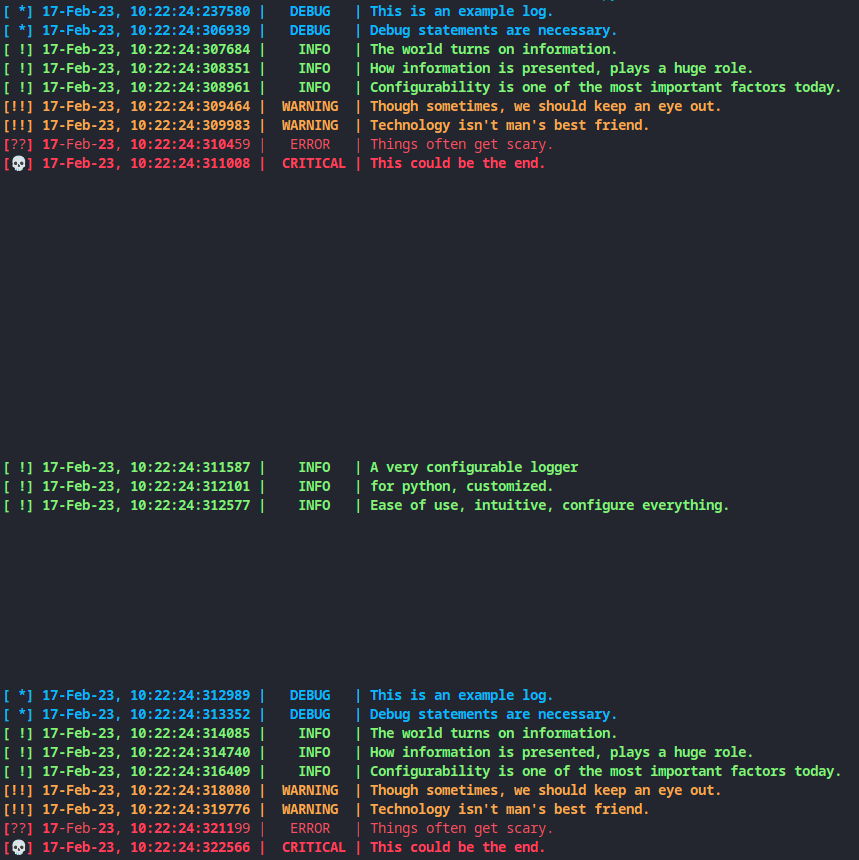 [ *] 17-Feb-23, 10:22:24:237580 |   DEBUG   | This is an example log.
[ *] 17-Feb-23, 10:22:24:306939 |   DEBUG   | Debug statements are necessary.
[ !] 17-Feb-23, 10:22:24:307684 |    INFO   | The world turns on information.
[ !] 17-Feb-23, 10:22:24:308351 |    INFO   | How information is presented, plays a huge role.
[ !] 17-Feb-23, 10:22:24:308961 |    INFO   | Configurability is one of the most important factors today.
[!!] 17-Feb-23, 10:22:24:309464 |  WARNING  | Though sometimes, we should keep an eye out.
[!!] 17-Feb-23, 10:22:24:309983 |  WARNING  | Technology isn't man's best friend.
[??] 17-Feb-23, 10:22:24:310459 |   ERROR   | Things often get scary.
[💀] 17-Feb-23, 10:22:24:311008 |  CRITICAL | This could be the end.
[ !] 17-Feb-23, 10:22:24:311587 |    INFO   | A very configurable logger
[ !] 17-Feb-23, 10:22:24:312101 |    INFO   | for python, customized.
[ !] 17-Feb-23, 10:22:24:312577 |    INFO   | Ease of use, intuitive, configure everything.
[ *] 17-Feb-23, 10:22:24:312989 |   DEBUG   | This is an example log.
[ *] 17-Feb-23, 10:22:24:313352 |   DEBUG   | Debug statements are necessary.
[ !] 17-Feb-23, 10:22:24:314085 |    INFO   | The world turns on information.
[ !] 17-Feb-23, 10:22:24:314740 |    INFO   | How information is presented, plays a huge role.
[ !] 17-Feb-23, 10:22:24:316409 |    INFO   | Configurability is one of the most important factors today.
[!!] 17-Feb-23, 10:22:24:318080 |  WARNING  | Though sometimes, we should keep an eye out.
[!!] 17-Feb-23, 10:22:24:319776 |  WARNING  | Technology isn't man's best friend.
[??] 17-Feb-23, 10:22:24:321199 |   ERROR   | Things often get scary.
[💀] 17-Feb-23, 10:22:24:322566 |  CRITICAL | This could be the end.